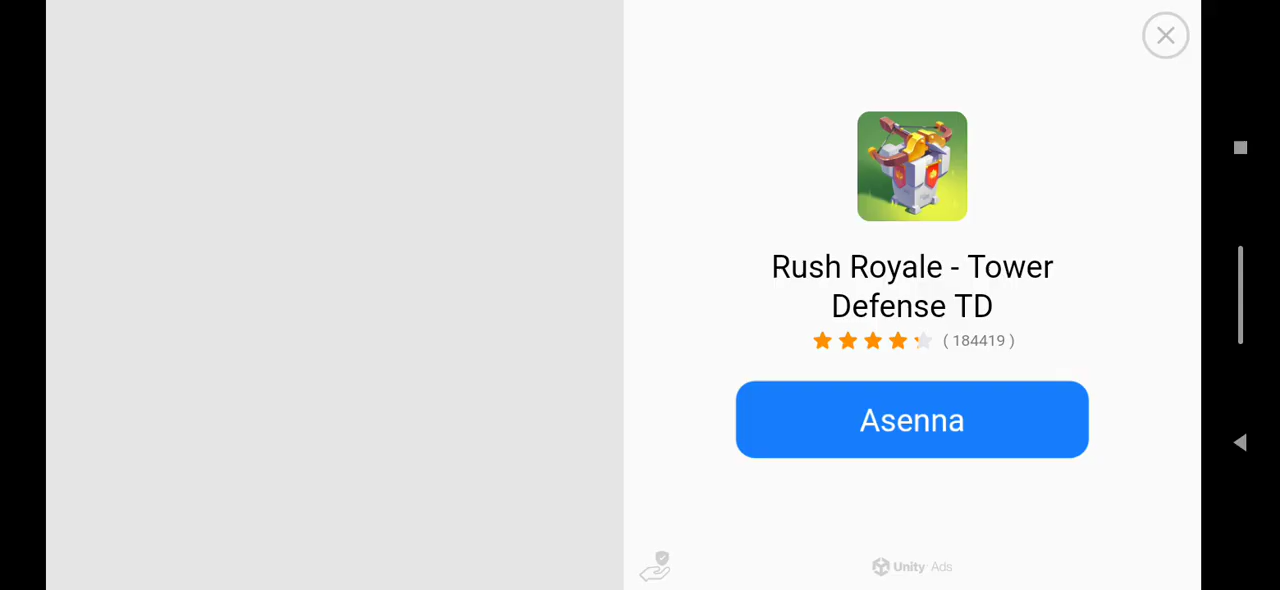 Rush Royale - Tower
Defense TD
( 184419 )
Asenna
Unity Ads